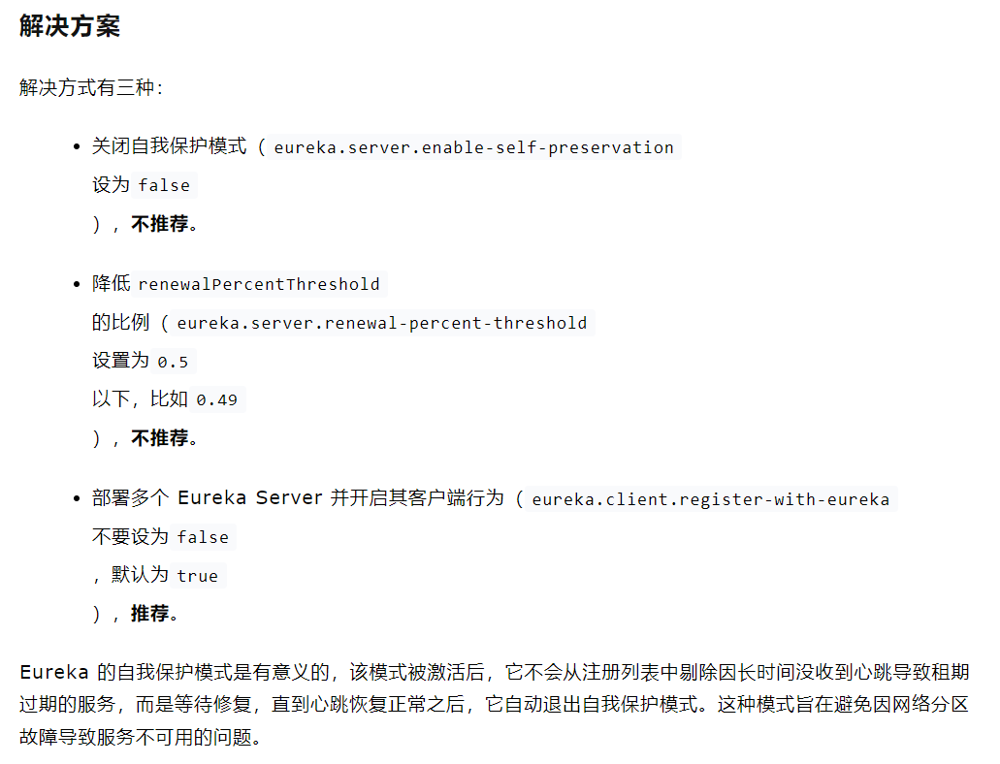 解决方案
解决方式有三种：
• 关闭自我保护模式（ eureka.server.enable-self-preservation
设为 false
），不推荐。
• 降低 renewalPercentThreshold
的比例（ eureka.server.renewal-percent-threshold
设置为 0.5
以下，比如 0.49
），不推荐。
• 部署多个 Eureka Server 并开启其客户端行为（ eureka.client.register-with-eureka
不要设为 false
，默认为 true
），推荐。
Eureka 的自我保护模式是有意义的，该模式被激活后，它不会从注册列表中剔除因长时间没收到心跳导致租期
过期的服务，而是等待修复，直到心跳恢复正常之后，它自动退出自我保护模式。这种模式旨在避免因网络分区
故障导致服务不可用的问题。